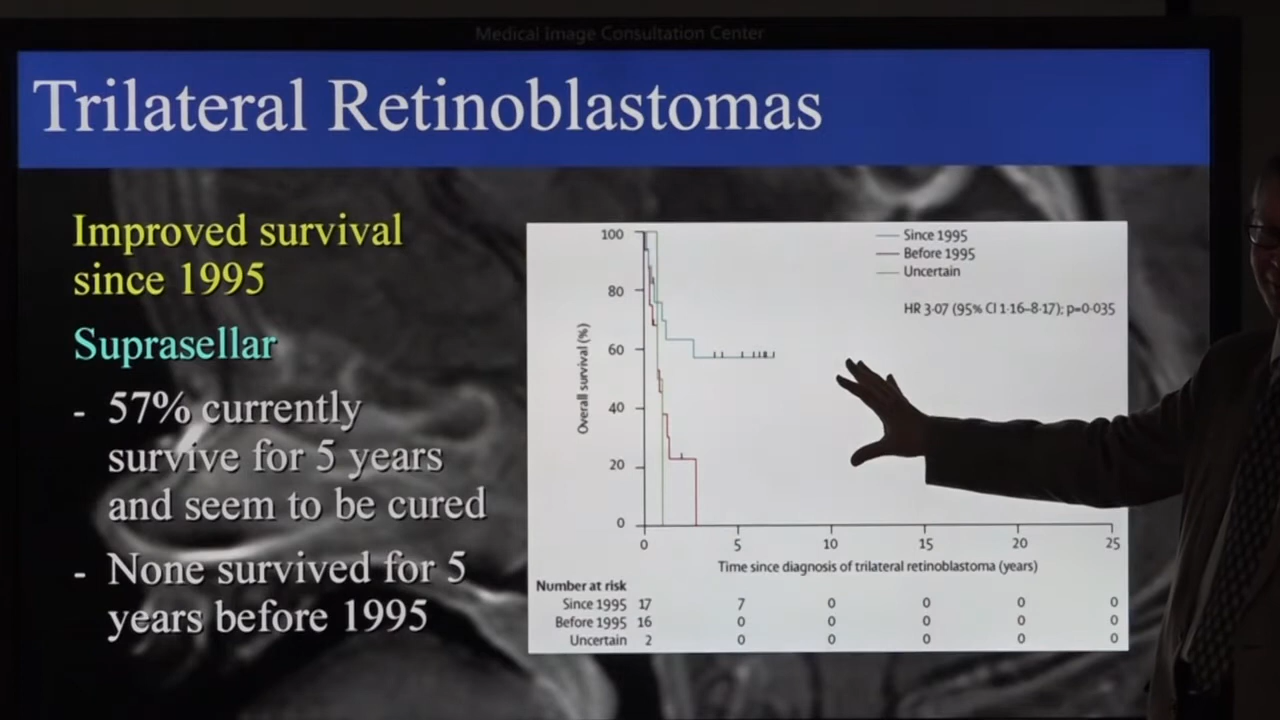 Medical Image Consultation Center
Trilateral Retinoblastomas
Improved survival
since 1995
Suprasellar
- 57% currently
survive for 5 years
and seem to be cured
- None survived for 5
years before 1995
Overall survival (%)
100
80
60
40
20
0
Since 1995
Before 1995
Uncertain
HR 3·07 (95% CI 1·16–8·17); p=0·035
0 5 10 15 20 25
Time since diagnosis of trilateral retinoblastoma (years)
Number at risk
Since 1995 17 7 0 0 0 0
Before 1995 16 0 0 0 0 0
Uncertain 2 0 0 0 0 0